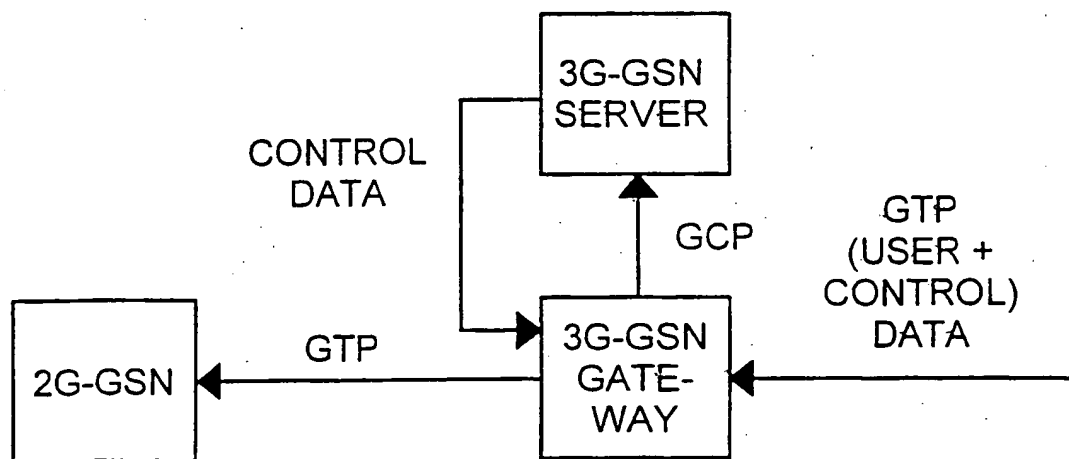 3G-GSN
SERVER
CONTROL
DATA
GCP
GTP
(USER +
CONTROL)
DATA
2G-GSN
GTP
3G-GSN
GATE-
WAY